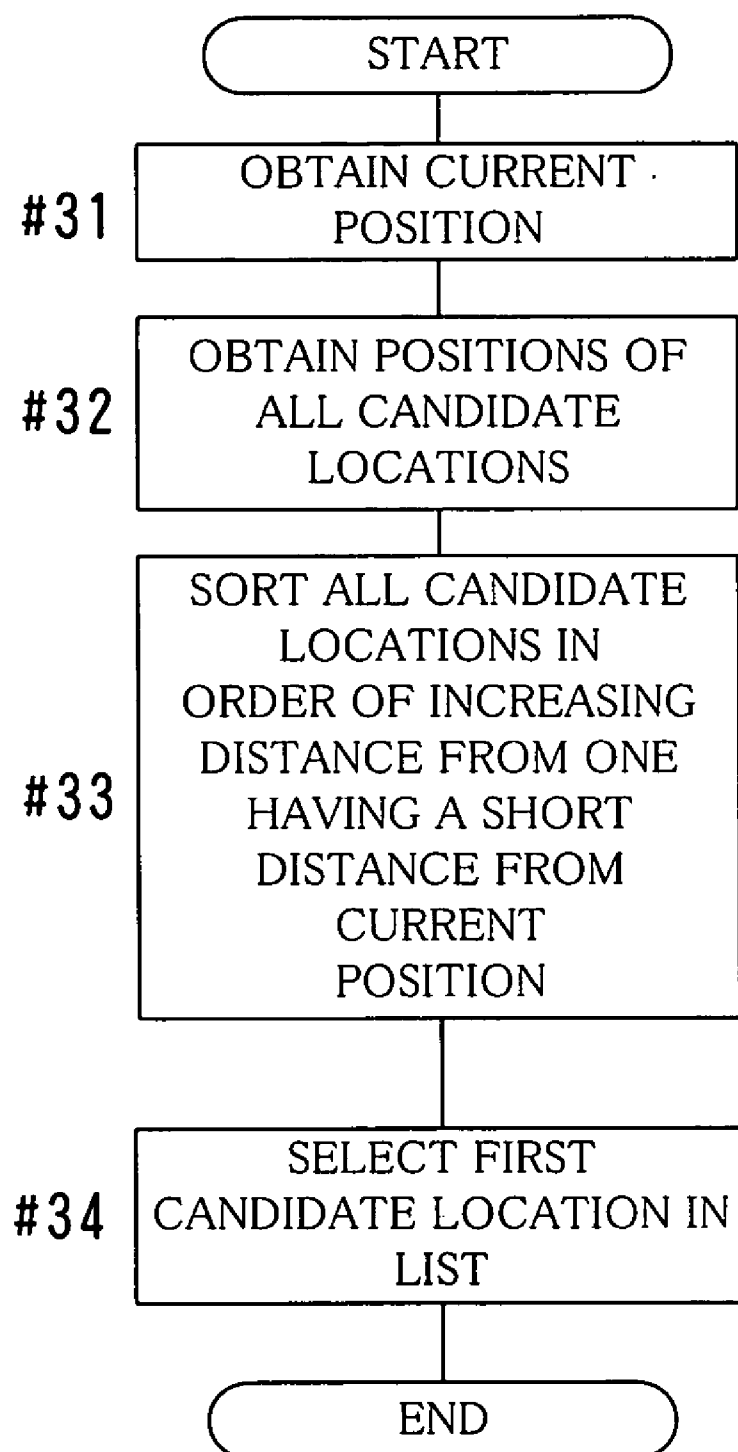 START
OBTAIN CURRENT
POSITION
#31
OBTAIN POSITIONS OF
ALL CANDIDATE
LOCATIONS
#32
SORT ALL CANDIDATE
LOCATIONS IN
ORDER OF INCREASING
DISTANCE FROM ONE
HAVING A SHORT
DISTANCE FROM
CURRENT
POSITION
#33
SELECT FIRST
CANDIDATE LOCATION IN
LIST
#34
END